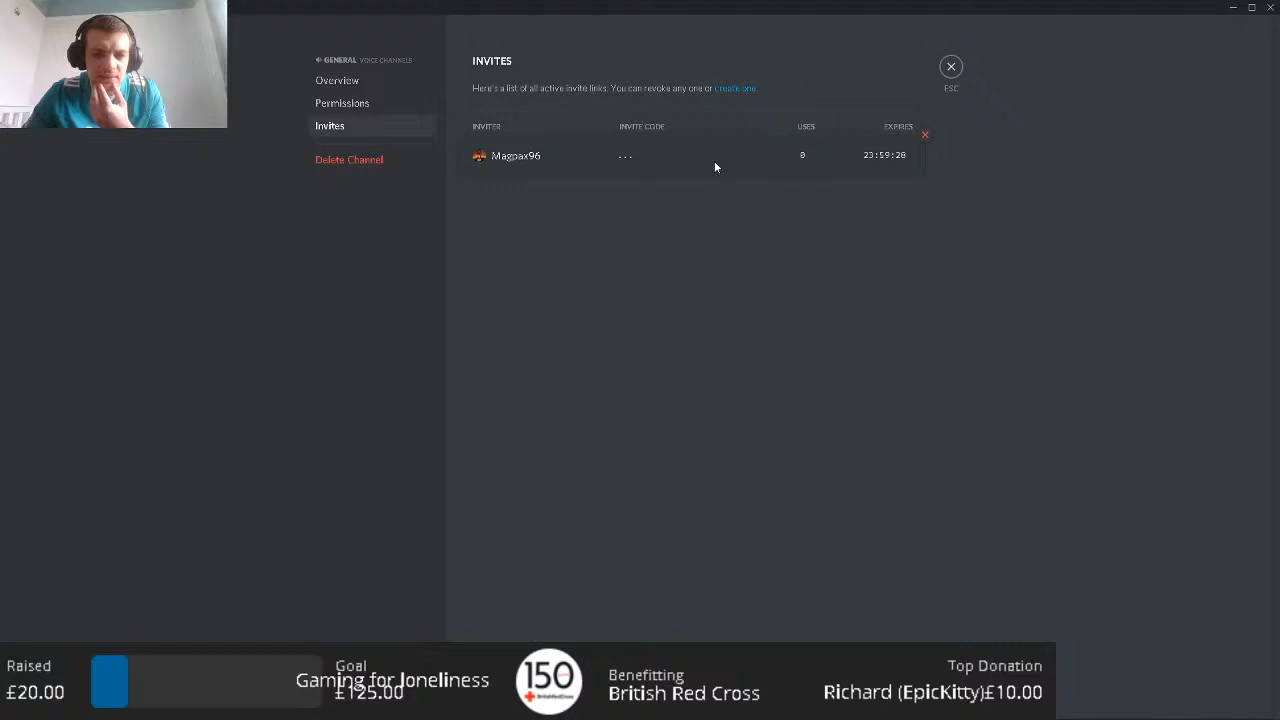 GENERAL VOICE CHANNELS
Overview
Permissions
Invites
Delete Channel
INVITES
Here's a list of all active invite links. You can revoke any one or create one.
INVITER INVITE CODE USES EXPIRES
Magpax96 ... 0 23:59:28
ESC
Raised
£20.00
Goal
£125.00
Gaming for loneliness
150
Benefitting
British Red Cross
Top Donation
Richard (EpicKitty)£10.00